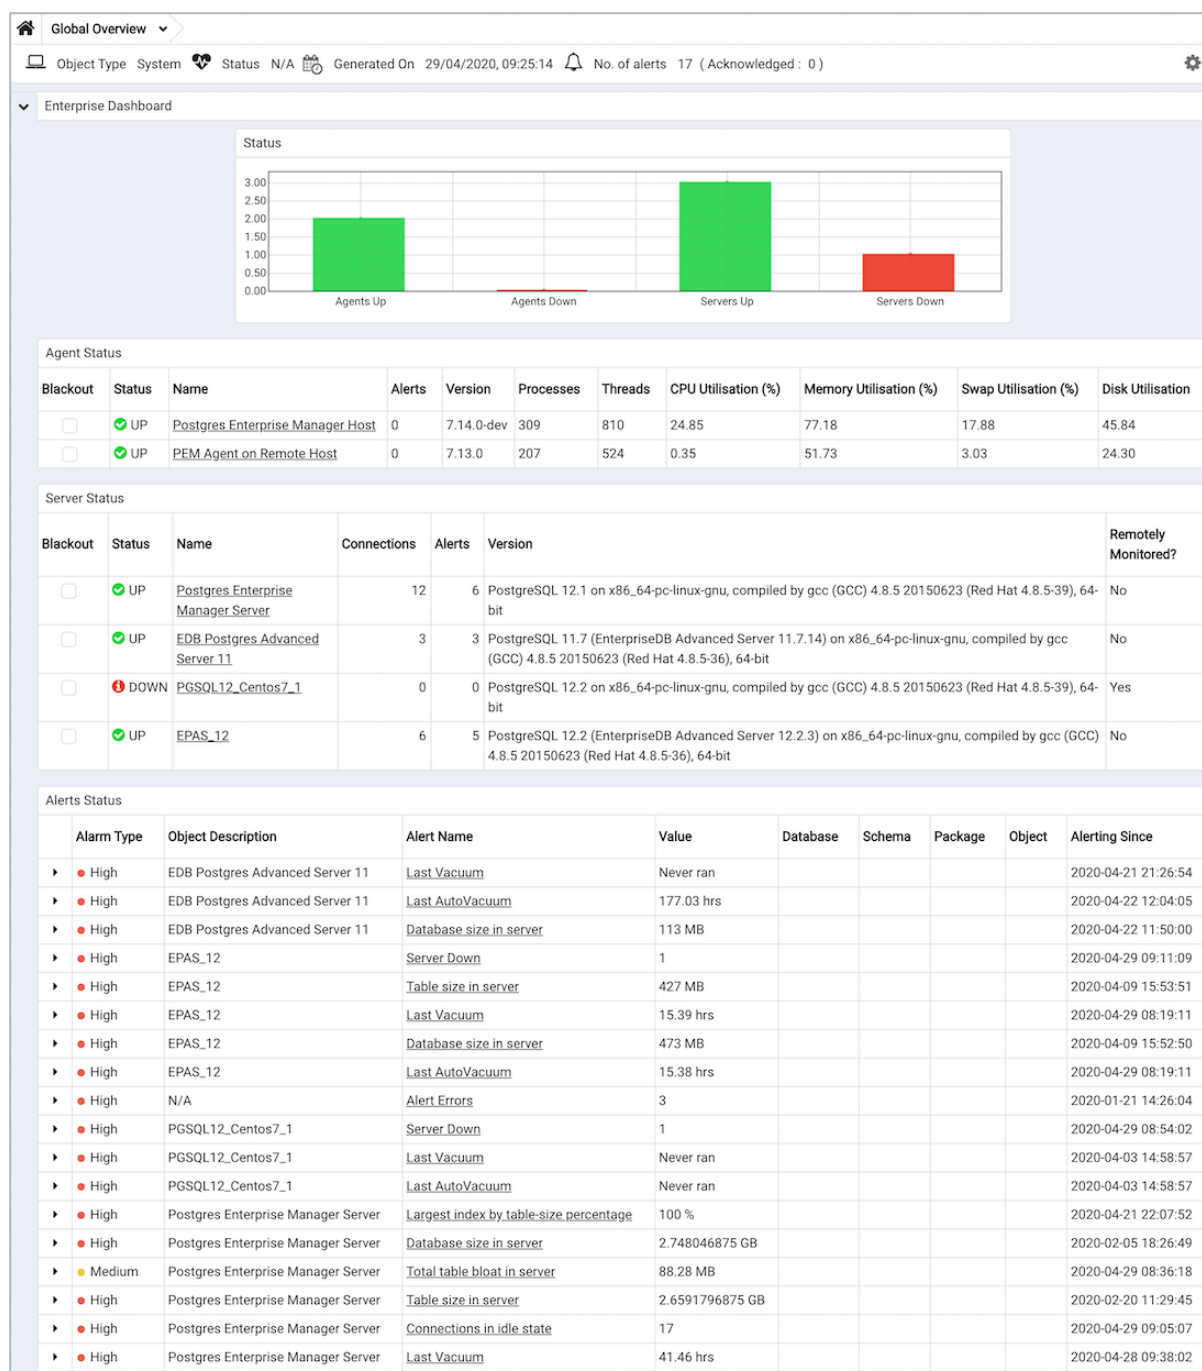 Global Overview
Object Type System Status N/A Generated On 29/04/2020, 09:25:14 No. of alerts 17 ( Acknowledged : 0 )
Enterprise Dashboard
Status
3.00
2.50
2.00
1.50
1.00
0.50
0.00
Agents Up Agents Down Servers Up Servers Down
Agent Status
Blackout Status Name Alerts Version Processes Threads CPU Utilisation (%) Memory Utilisation (%) Swap Utilisation (%) Disk Utilisation
UP Postgres Enterprise Manager Host 0 7.14.0-dev 309 810 24.85 77.18 17.88 45.84
UP PEM Agent on Remote Host 0 7.13.0 207 524 0.35 51.73 3.03 24.30
Server Status
Blackout Status Name Connections Alerts Version Remotely
Monitored?
UP Postgres Enterprise 12 6 PostgreSQL 12.1 on x86_64-pc-linux-gnu, compiled by gcc (GCC) 4.8.5 20150623 (Red Hat 4.8.5-39), 64- No
Manager Server bit
UP EDB Postgres Advanced 3 3 PostgreSQL 11.7 (EnterpriseDB Advanced Server 11.7.14) on x86_64-pc-linux-gnu, compiled by gcc No
Server 11 (GCC) 4.8.5 20150623 (Red Hat 4.8.5-36), 64-bit
DOWN PGSQL12_Centos7_1 0 0 PostgreSQL 12.2 on x86_64-pc-linux-gnu, compiled by gcc (GCC) 4.8.5 20150623 (Red Hat 4.8.5-39), 64- Yes
bit
UP EPAS_12 6 5 PostgreSQL 12.2 (EnterpriseDB Advanced Server 12.2.3) on x86_64-pc-linux-gnu, compiled by gcc (GCC) No
4.8.5 20150623 (Red Hat 4.8.5-36), 64-bit
Alerts Status
Alarm Type Object Description Alert Name Value Database Schema Package Object Alerting Since
High EDB Postgres Advanced Server 11 Last Vacuum Never ran 2020-04-21 21:26:54
High EDB Postgres Advanced Server 11 Last AutoVacuum 177.03 hrs 2020-04-22 12:04:05
High EDB Postgres Advanced Server 11 Database size in server 113 MB 2020-04-22 11:50:00
High EPAS_12 Server Down 1 2020-04-29 09:11:09
High EPAS_12 Table size in server 427 MB 2020-04-09 15:53:51
High EPAS_12 Last Vacuum 15.39 hrs 2020-04-29 08:19:11
High EPAS_12 Database size in server 473 MB 2020-04-09 15:52:50
High EPAS_12 Last AutoVacuum 15.38 hrs 2020-04-29 08:19:11
High N/A Alert Errors 3 2020-01-21 14:26:04
High PGSQL12_Centos7_1 Server Down 1 2020-04-29 08:54:02
High PGSQL12_Centos7_1 Last Vacuum Never ran 2020-04-03 14:58:57
High PGSQL12_Centos7_1 Last AutoVacuum Never ran 2020-04-03 14:58:57
High Postgres Enterprise Manager Server Largest index by table-size percentage 100 % 2020-04-21 22:07:52
High Postgres Enterprise Manager Server Database size in server 2.748046875 GB 2020-02-05 18:26:49
Medium Postgres Enterprise Manager Server Total table bloat in server 88.28 MB 2020-04-29 08:36:18
High Postgres Enterprise Manager Server Table size in server 2.6591796875 GB 2020-02-20 11:29:45
High Postgres Enterprise Manager Server Connections in idle state 17 2020-04-29 09:05:07
High Postgres Enterprise Manager Server Last Vacuum 41.46 hrs 2020-04-28 09:38:02